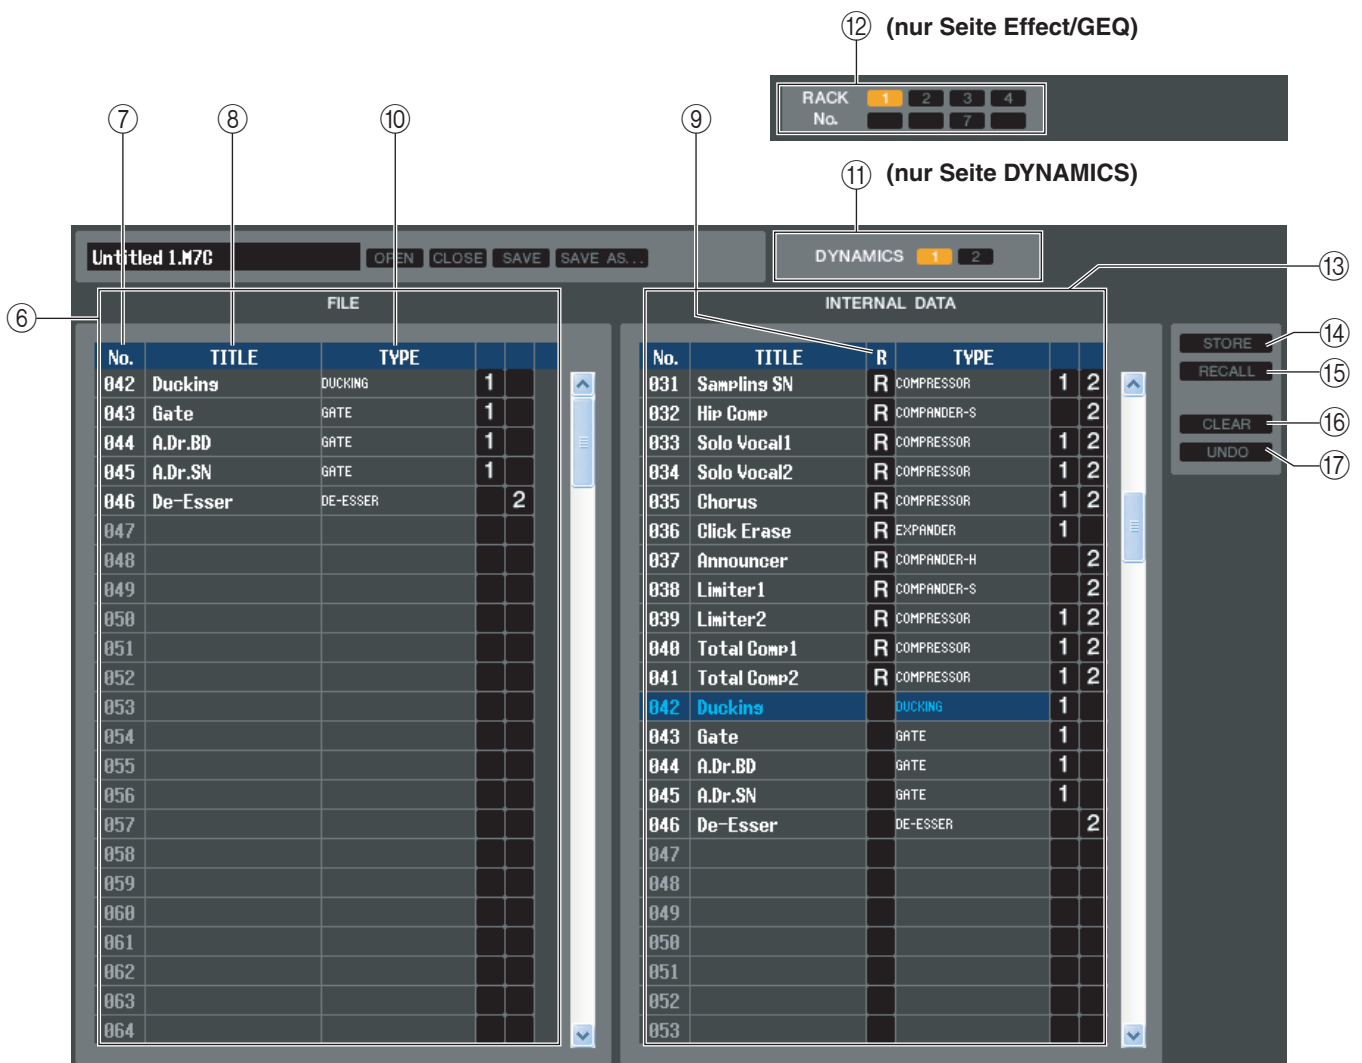 ⑫ (nur Seite Effect/GEQ)
RACK 1 2 3 4
No. 7
⑦ ⑧ ⑩ ⑨
⑪ (nur Seite DYNAMICS)
Untitled 1.M7C OPEN CLOSE SAVE SAVE AS...
DYNAMICS 1 2
⑬
⑥
FILE
No. TITLE TYPE
042 Ducking DUCKING 1
043 Gate GATE 1
044 A.Dr.BD GATE 1
045 A.Dr.SN GATE 1
046 De-Esser DE-ESSER 2
047
048
049
050
051
052
053
054
055
056
057
058
059
060
061
062
063
064
INTERNAL DATA
No. TITLE R TYPE
031 Sampling SN R COMPRESSOR 1 2
032 Hip Comp R COMPANDER-S 2
033 Solo Vocal1 R COMPRESSOR 1 2
034 Solo Vocal2 R COMPRESSOR 1 2
035 Chorus R COMPRESSOR 1 2
036 Click Erase R EXPANDER 1
037 Announcer R COMPANDER-H 2
038 Limiter1 R COMPANDER-S 2
039 Limiter2 R COMPRESSOR 1 2
040 Total Comp1 R COMPRESSOR 1 2
041 Total Comp2 R COMPRESSOR 1 2
042 Ducking DUCKING 1
043 Gate GATE 1
044 A.Dr.BD GATE 1
045 A.Dr.SN GATE 1
046 De-Esser DE-ESSER 2
047
048
049
050
051
052
053
STORE ⑭
RECALL ⑮
CLEAR ⑯
UNDO ⑰